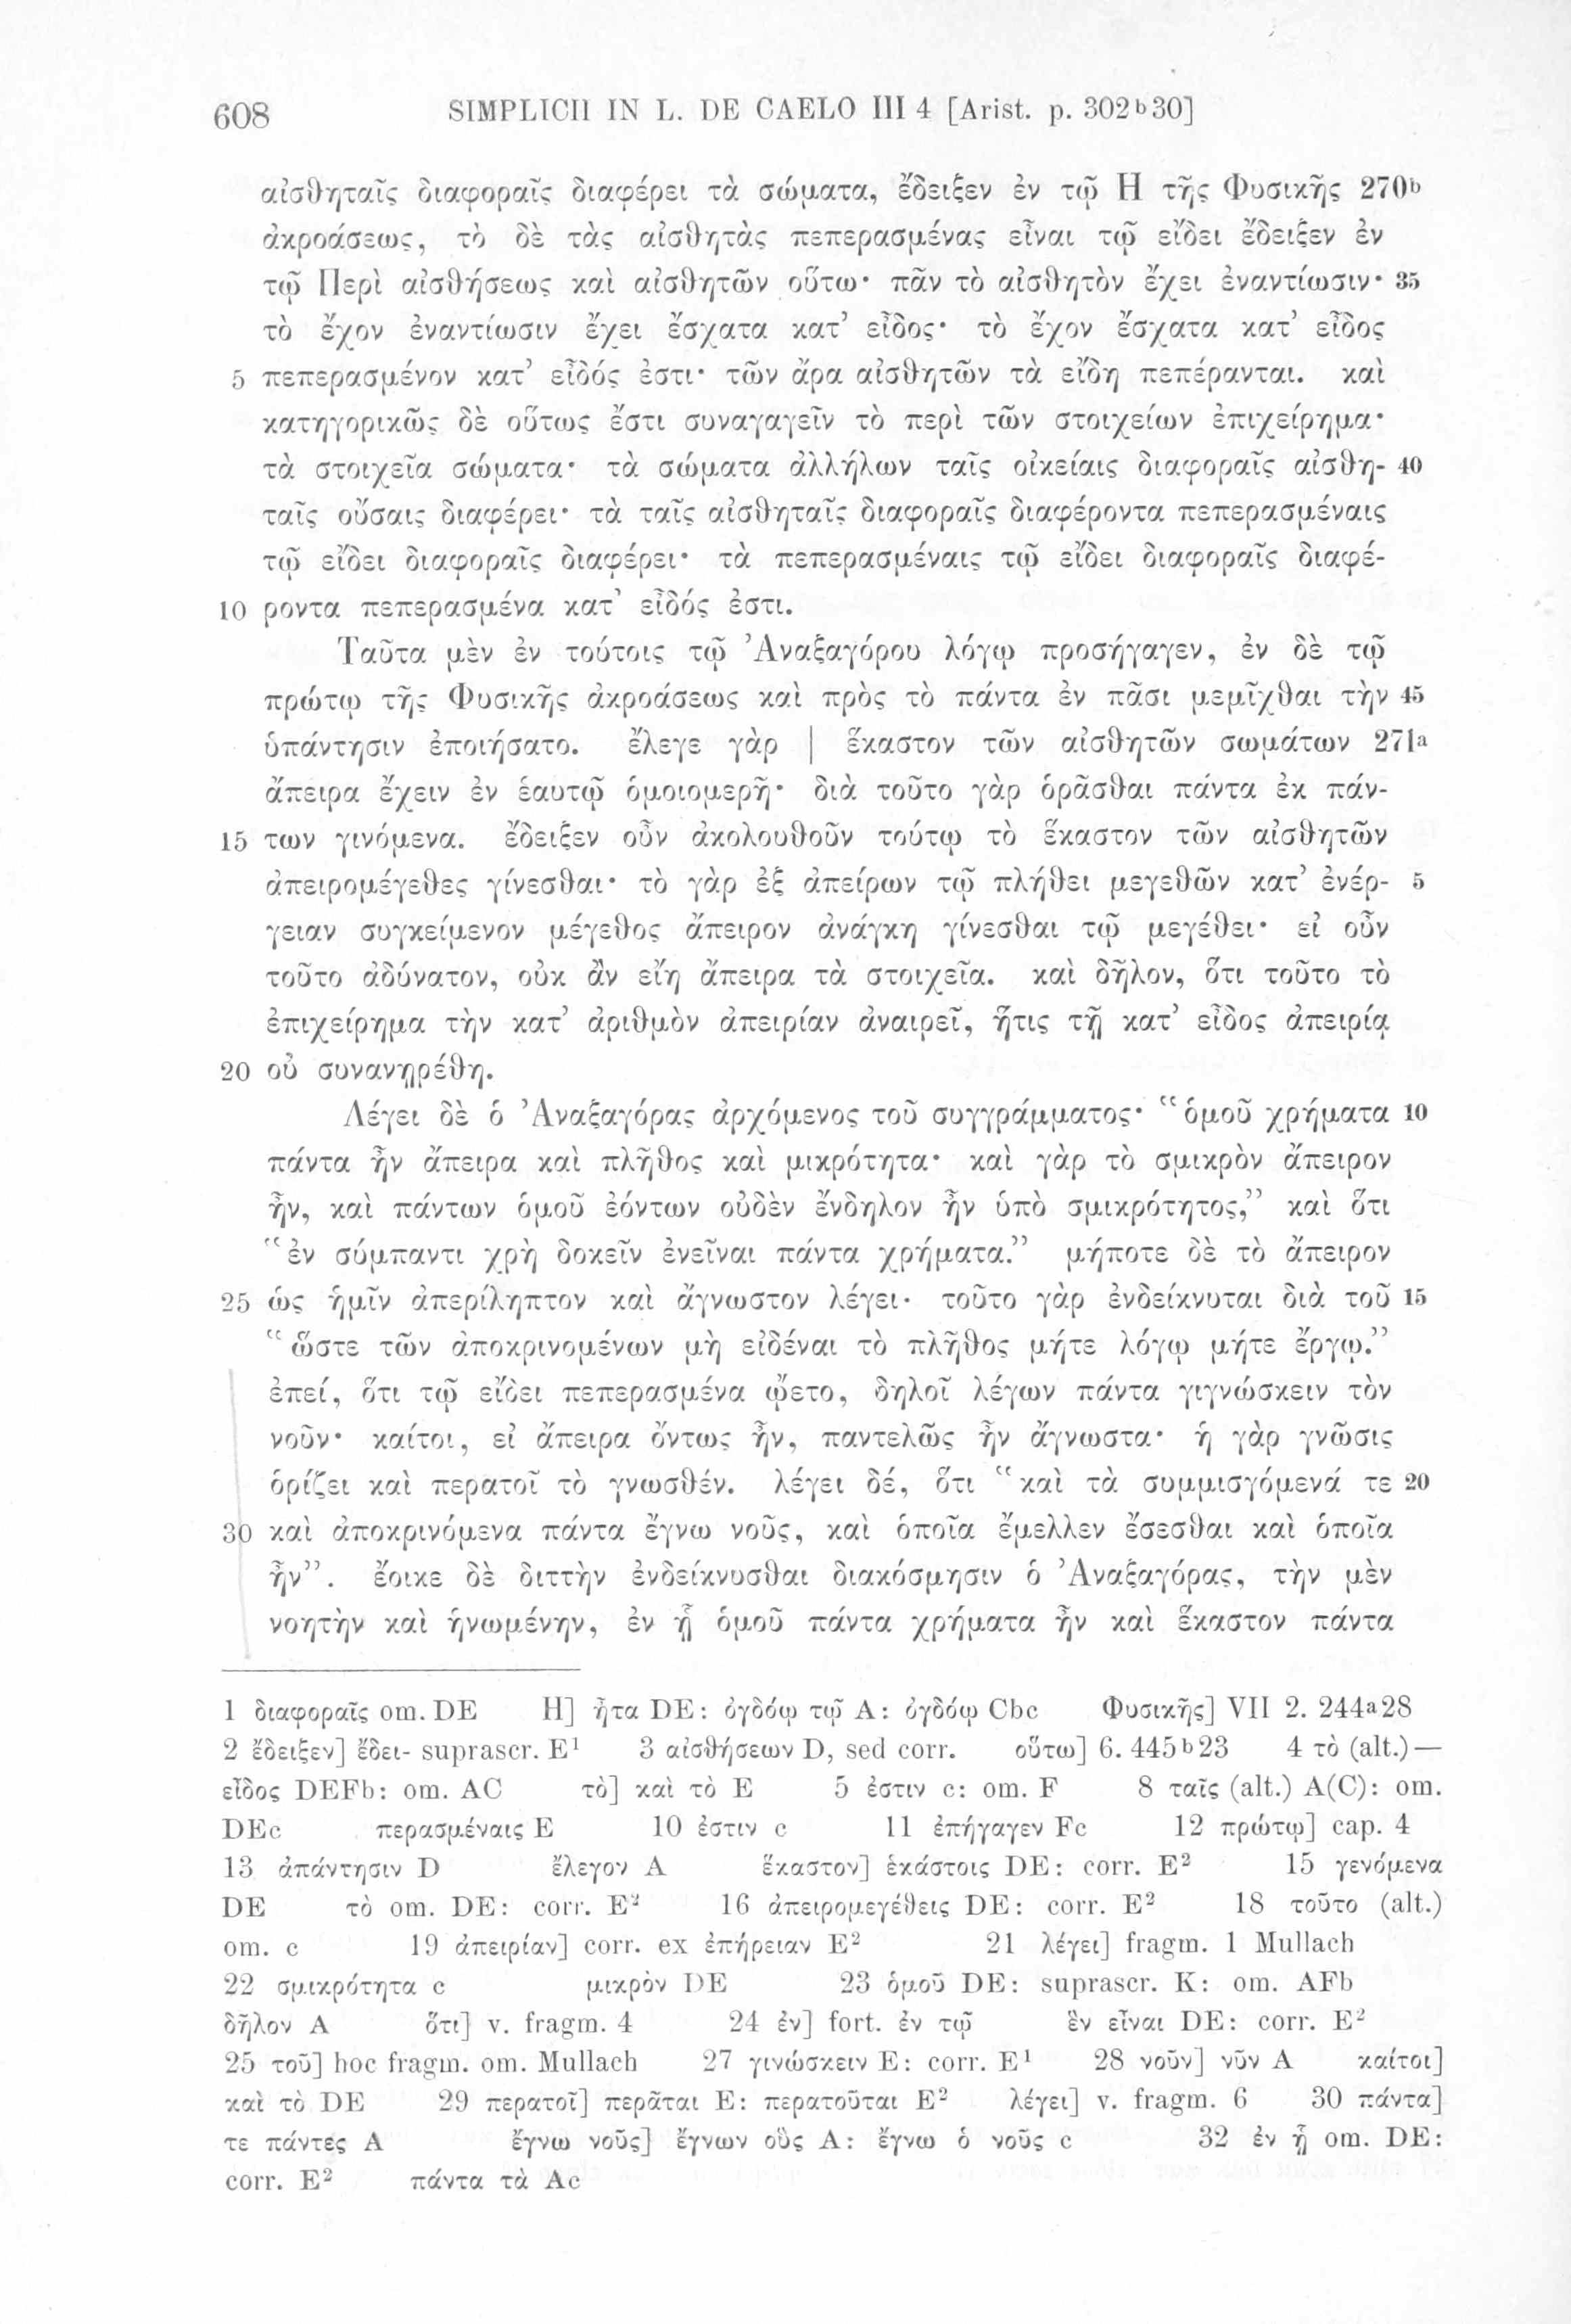 608 SIMPLICII IN L. DE CAELO III 4 [Arist. p. 302b30]
αἰσθηταῖς διαφοραῖς διαφέρει τὰ σώματα, ἔδειξεν ἐν τῷ Η τῆς Φυσικῆς 270b
ἀκροάσεως, τὸ δὲ τὰς αἰσθητὰς πεπερασμένας εἶναι τῷ εἴδει ἔδειξεν ἐν
τῷ Περὶ αἰσθήσεως καὶ αἰσθητῶν οὕτω· πᾶν τὸ αἰσθητὸν ἔχει ἐναντίωσιν· 35
τὸ ἔχον ἐναντίωσιν ἔχει ἔσχατα κατ’ εἶδος· τὸ ἔχον ἔσχατα κατ’ εἶδος
5 πεπερασμένον κατ’ εἶδός ἐστι· τῶν ἄρα αἰσθητῶν τὰ εἴδη πεπέρανται. καὶ
κατηγορικῶς δὲ οὕτως ἔστι συναγαγεῖν τὸ περὶ τῶν στοιχείων ἐπιχείρημα·
τὰ στοιχεῖα σώματα· τὰ σώματα ἀλλήλων ταῖς οἰκείαις διαφοραῖς αἰσθη- 40
ταῖς οὔσαις διαφέρει· τὰ ταῖς αἰσθηταῖς διαφοραῖς διαφέροντα πεπερασμέναις
τῷ εἴδει διαφοραῖς διαφέρει· τὰ πεπερασμέναις τῷ εἴδει διαφοραῖς διαφέ-
10 ροντα πεπερασμένα κατ’ εἶδός ἐστι.
Ταῦτα μὲν ἐν τούτοις τῷ Ἀναξαγόρου λόγῳ προσήγαγεν, ἐν δὲ τῷ
πρώτῳ τῆς Φυσικῆς ἀκροάσεως καὶ πρὸς τὸ πάντα ἐν πᾶσι μεμῖχθαι τὴν 45
ὑπάντησιν ἐποιήσατο. ἔλεγε γὰρ | ἕκαστον τῶν αἰσθητῶν σωμάτων 271a
ἄπειρα ἔχειν ἐν ἑαυτῷ ὁμοιομερῆ· διὰ τοῦτο γὰρ ὁρᾶσθαι πάντα ἐκ πάν-
15 των γινόμενα. ἔδειξεν οὖν ἀκολουθοῦν τούτῳ τὸ ἕκαστον τῶν αἰσθητῶν
ἀπειρομέγεθες γίνεσθαι· τὸ γὰρ ἐξ ἀπείρων τῷ πλήθει μεγεθῶν κατ’ ἐνέρ- 5
γειαν συγκείμενον μέγεθος ἄπειρον ἀνάγκη γίνεσθαι τῷ μεγέθει· εἰ οὖν
τοῦτο ἀδύνατον, οὐκ ἂν εἴη ἄπειρα τὰ στοιχεῖα. καὶ δῆλον, ὅτι τοῦτο τὸ
ἐπιχείρημα τὴν κατ’ ἀριθμὸν ἀπειρίαν ἀναιρεῖ, ἥτις τῇ κατ’ εἶδος ἀπειρίᾳ
20 οὐ συνανῃρέθη.
Λέγει δὲ ὁ Ἀναξαγόρας ἀρχόμενος τοῦ συγγράμματος· “ὁμοῦ χρήματα 10
πάντα ἦν ἄπειρα καὶ πλῆθος καὶ μικρότητα· καὶ γὰρ τὸ σμικρὸν ἄπειρον
ἦν, καὶ πάντων ὁμοῦ ἐόντων οὐδὲν ἔνδηλον ἦν ὑπὸ σμικρότητος,” καὶ ὅτι
“ἐν σύμπαντι χρὴ δοκεῖν ἐνεῖναι πάντα χρήματα.” μήποτε δὲ τὸ ἄπειρον
25 ὡς ἡμῖν ἀπερίληπτον καὶ ἄγνωστον λέγει· τοῦτο γὰρ ἐνδείκνυται διὰ τοῦ 15
“ὥστε τῶν ἀποκρινομένων μὴ εἰδέναι τὸ πλῆθος μήτε λόγῳ μήτε ἔργῳ.”
ἐπεί, ὅτι τῷ εἴδει πεπερασμένα ᾤετο, δηλοῖ λέγων πάντα γιγνώσκειν τὸν
νοῦν· καίτοι, εἰ ἄπειρα ὄντως ἦν, παντελῶς ἦν ἄγνωστα· ἡ γὰρ γνῶσις
ὁρίζει καὶ περατοῖ τὸ γνωσθέν. λέγει δέ, ὅτι “καὶ τὰ συμμισγόμενά τε 20
30 καὶ ἀποκρινόμενα πάντα ἔγνω νοῦς, καὶ ὁποῖα ἔμελλεν ἔσεσθαι καὶ ὁποῖα
ἦν”. ἔοικε δὲ διττὴν ἐνδείκνυσθαι διακόσμησιν ὁ Ἀναξαγόρας, τὴν μὲν
νοητὴν καὶ ἡνωμένην, ἐν ᾗ ὁμοῦ πάντα χρήματα ἦν καὶ ἕκαστον πάντα
1 διαφοραῖς om. DE Η] ἦτα DE: ὀγδόῳ τῷ A: ὀγδόῳ Cbc Φυσικῆς] VII 2. 244a28
2 ἔδειξεν] ἔδει- suprascr. E¹ 3 αἰσθήσεων D, sed corr. οὕτω] 6. 445b23 4 τὸ (alt.)—
εἶδος DEFb: om. AC τὸ] καὶ τὸ E 5 ἐστιν c: om. F 8 ταῖς (alt.) A(C): om.
DEc περασμέναις E 10 ἐστιν c 11 ἐπήγαγεν Fc 12 πρώτῳ] cap. 4
13 ἀπάντησιν D ἔλεγον A ἕκαστον] ἑκάστοις DE: corr. E² 15 γενόμενα
DE τὸ om. DE: corr. E² 16 ἀπειρομεγέθεις DE: corr. E² 18 τοῦτο (alt.)
om. c 19 ἀπειρίαν] corr. ex ἐπήρειαν E² 21 λέγει] fragm. 1 Mullach
22 σμικρότητα c μικρὸν DE 23 ὁμοῦ DE: suprascr. K: om. AFb
δῆλον A ὅτι] v. fragm. 4 24 ἐν] fort. ἐν τῷ ἓν εἶναι DE: corr. E²
25 τοῦ] hoc fragm. om. Mullach 27 γινώσκειν E: corr. E¹ 28 νοῦν] νῦν A καίτοι]
καὶ τὸ DE 29 περατοῖ] περᾶται E: περατοῦται E² λέγει] v. fragm. 6 30 πάντα]
τε πάντες A ἔγνω νοῦς] ἔγνων οὓς A: ἔγνω ὁ νοῦς c 32 ἐν ᾗ om. DE:
corr. E² πάντα τὰ Ac